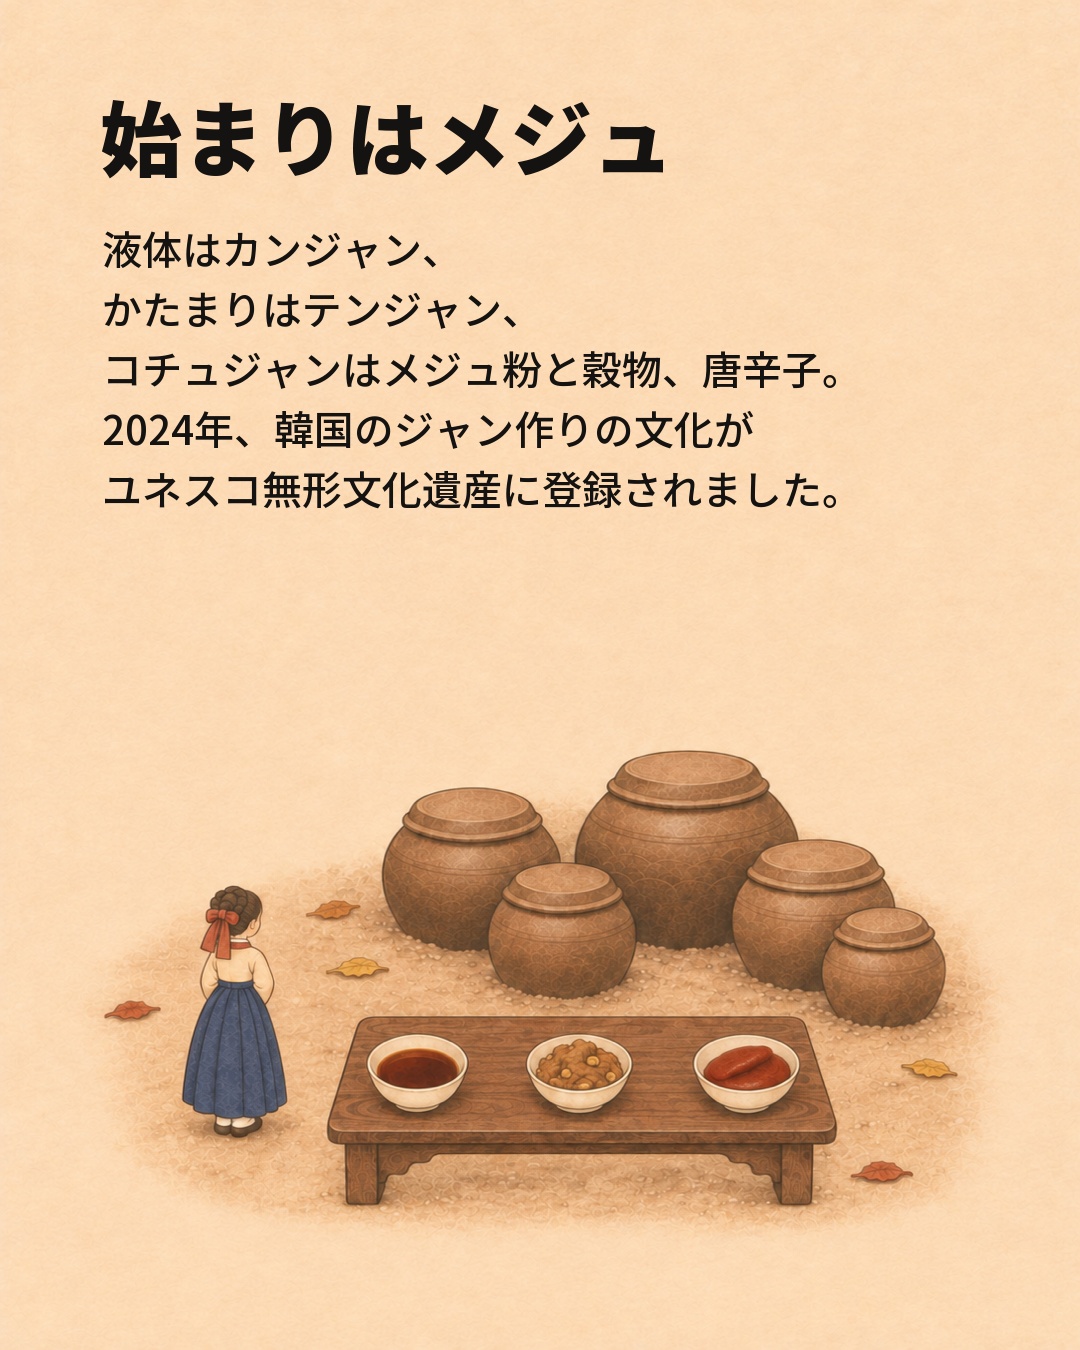 始まりはメジュ
液体はカンジャン、
かたまりはテンジャン、
コチュジャンはメジュ粉と穀物、唐辛子。
2024年、韓国のジャン作りの文化が
ユネスコ無形文化遺産に登録されました。